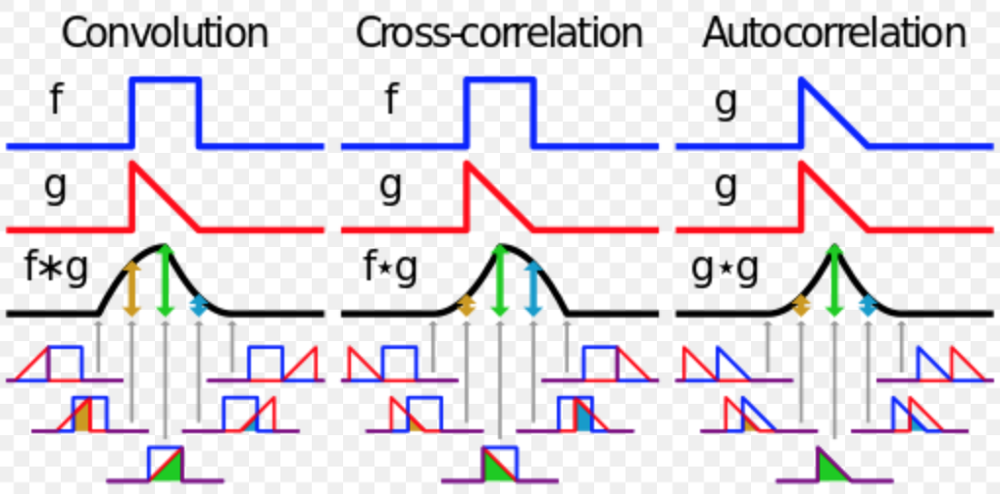 Convolution Cross-correlation Autocorrelation
f f g
g g g
f∗g f⋆g g⋆g